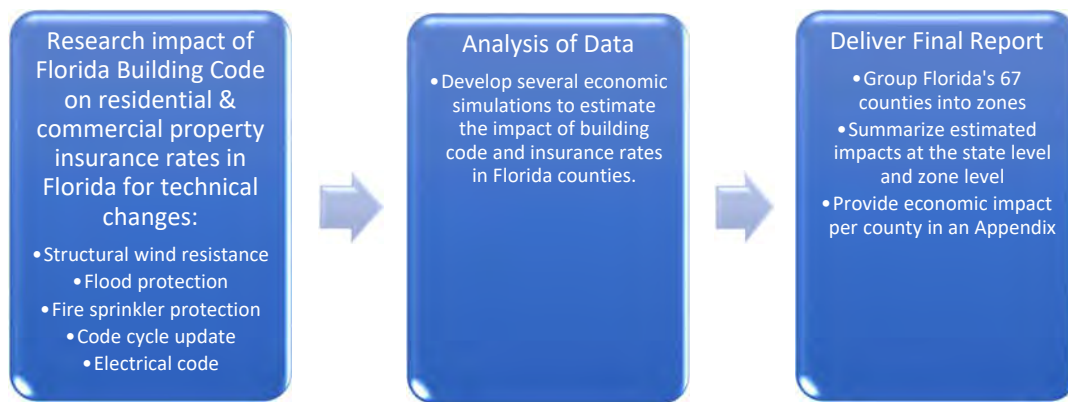 Research impact of
Florida Building Code
on residential &
commercial property
insurance rates in
Florida for technical
changes:
•Structural wind resistance
•Flood protection
•Fire sprinkler protection
•Code cycle update
•Electrical code
Analysis of Data
•Develop several economic
simulations to estimate
the impact of building
code and insurance rates
in Florida counties.
Deliver Final Report
•Group Florida's 67
counties into zones
•Summarize estimated
impacts at the state level
and zone level
•Provide economic impact
per county in an Appendix